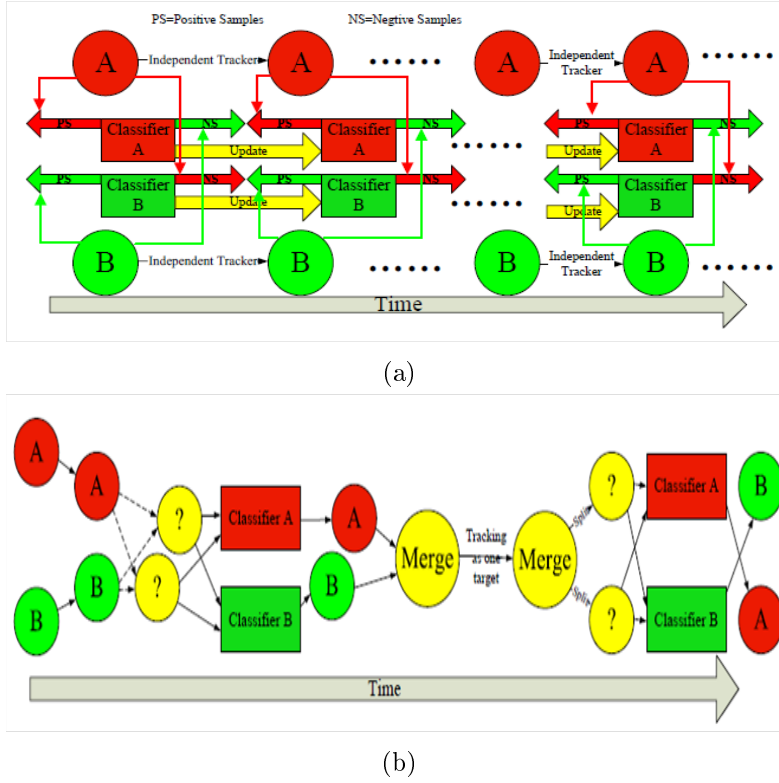 PS=Positive Samples NS=Negtive Samples
A Independent Tracker A A Independent Tracker A
PS NS PS NS PS NS
Classifier A Classifier A Classifier A
Update Update
PS NS PS NS PS NS
Classifier B Classifier B Classifier B
Update Update
B Independent Tracker B B Independent Tracker B
Time
(a)
A A ? Classifier A A Merge Tracking as one target Merge Split ? Classifier A B
B B ? Classifier B B Split ? Classifier B A
Time
(b)